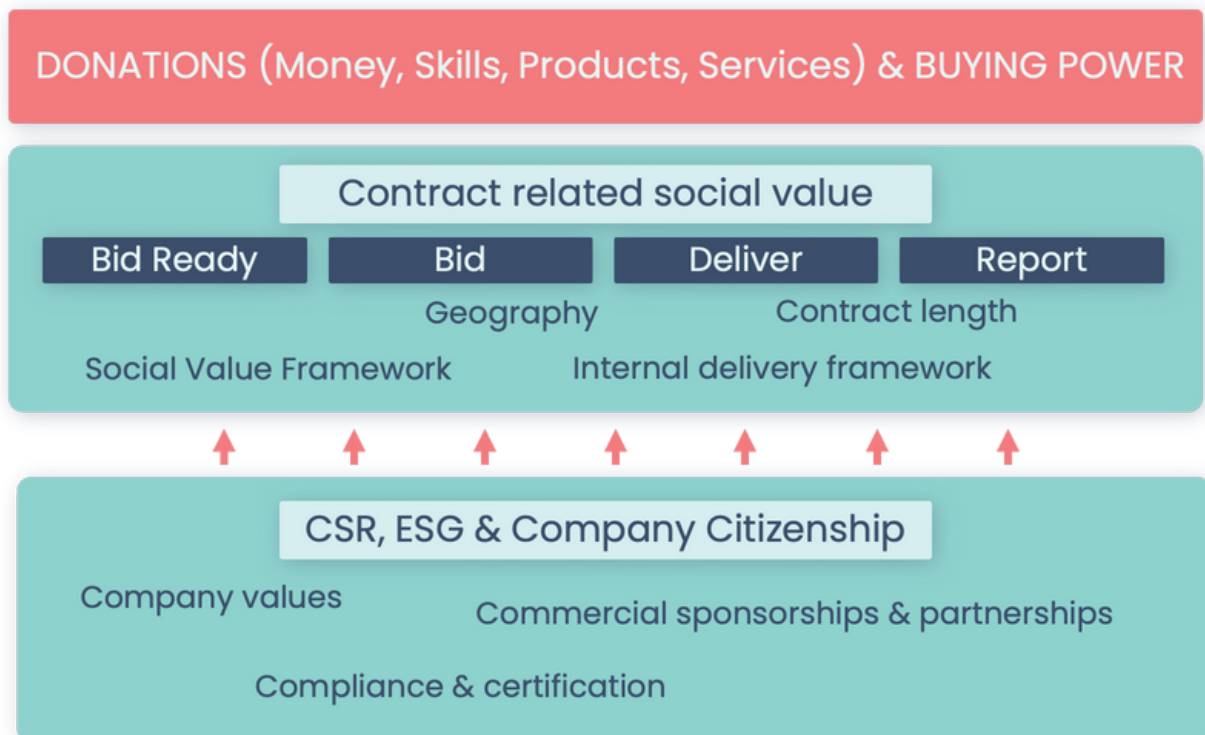 DONATIONS (Money, Skills, Products, Services) & BUYING POWER
Contract related social value
Bid Ready
Bid
Deliver
Report
Geography
Contract length
Social Value Framework
Internal delivery framework
CSR, ESG & Company Citizenship
Company values
Commercial sponsorships & partnerships
Compliance & certification